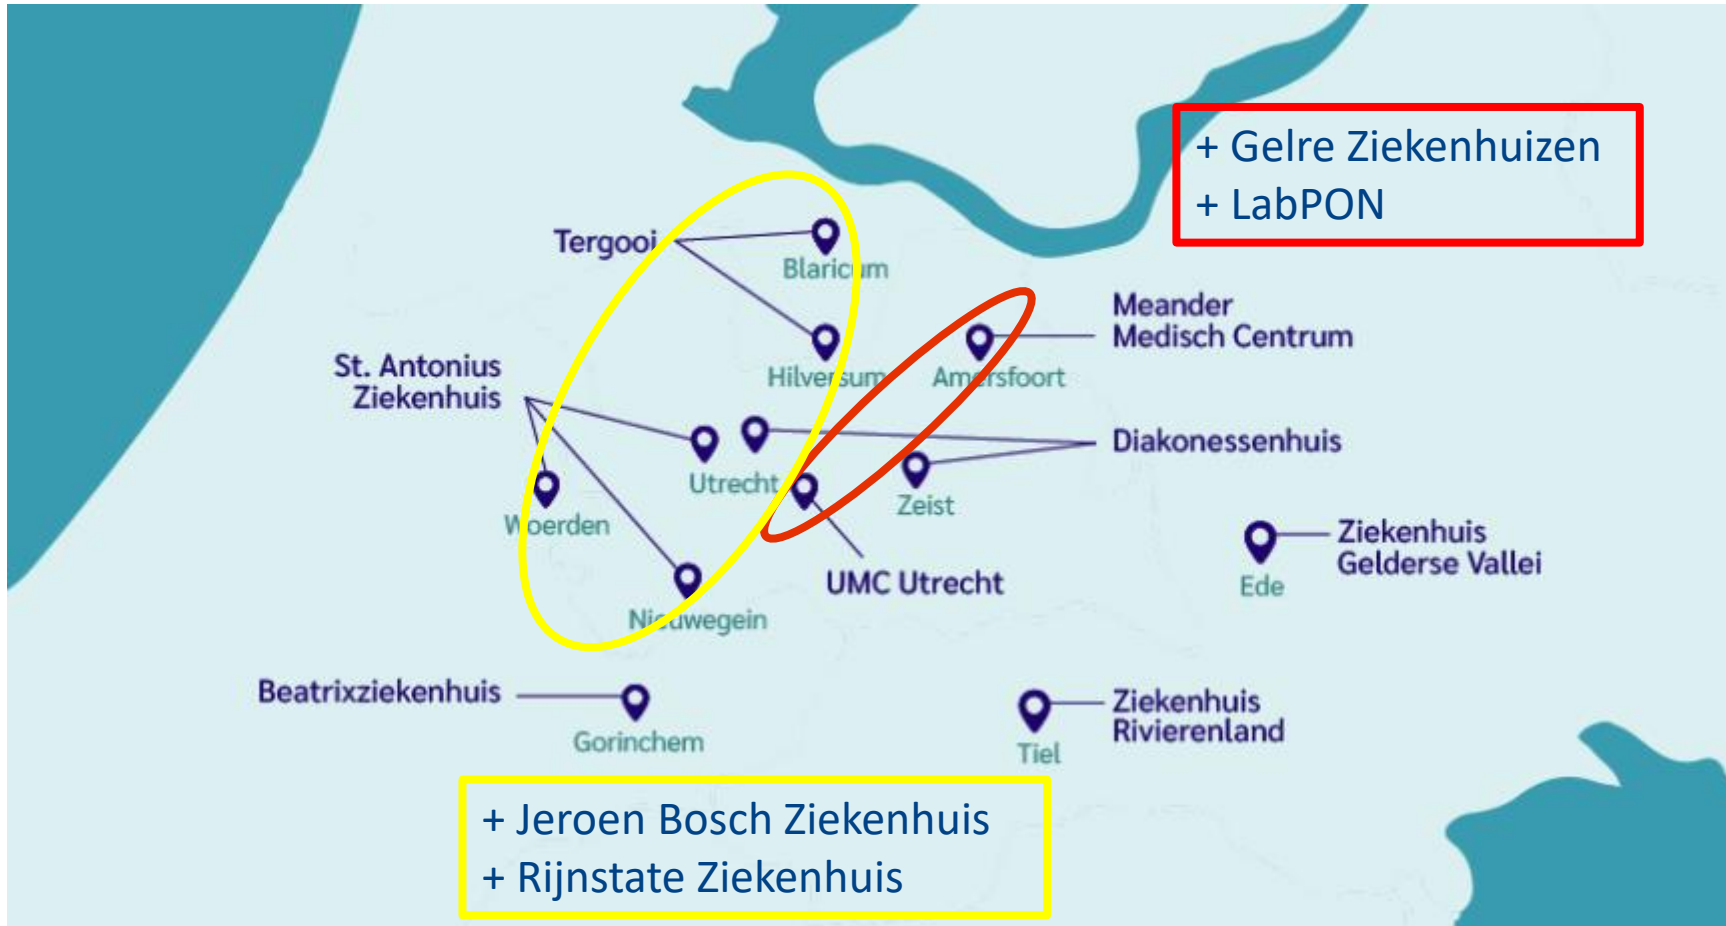 + Gelre Ziekenhuizen
+ LabPON
Tergooi
Blaricum
Meander
Medisch Centrum
Hilversum
Amersfoort
St. Antonius
Ziekenhuis
Diakonessenhuis
Utrecht
Zeist
Woerden
Ziekenhuis
Gelderse Vallei
UMC Utrecht
Ede
Nieuwegein
Beatrixziekenhuis
Gorinchem
Ziekenhuis
Rivierenland
Tiel
+ Jeroen Bosch Ziekenhuis
+ Rijnstate Ziekenhuis